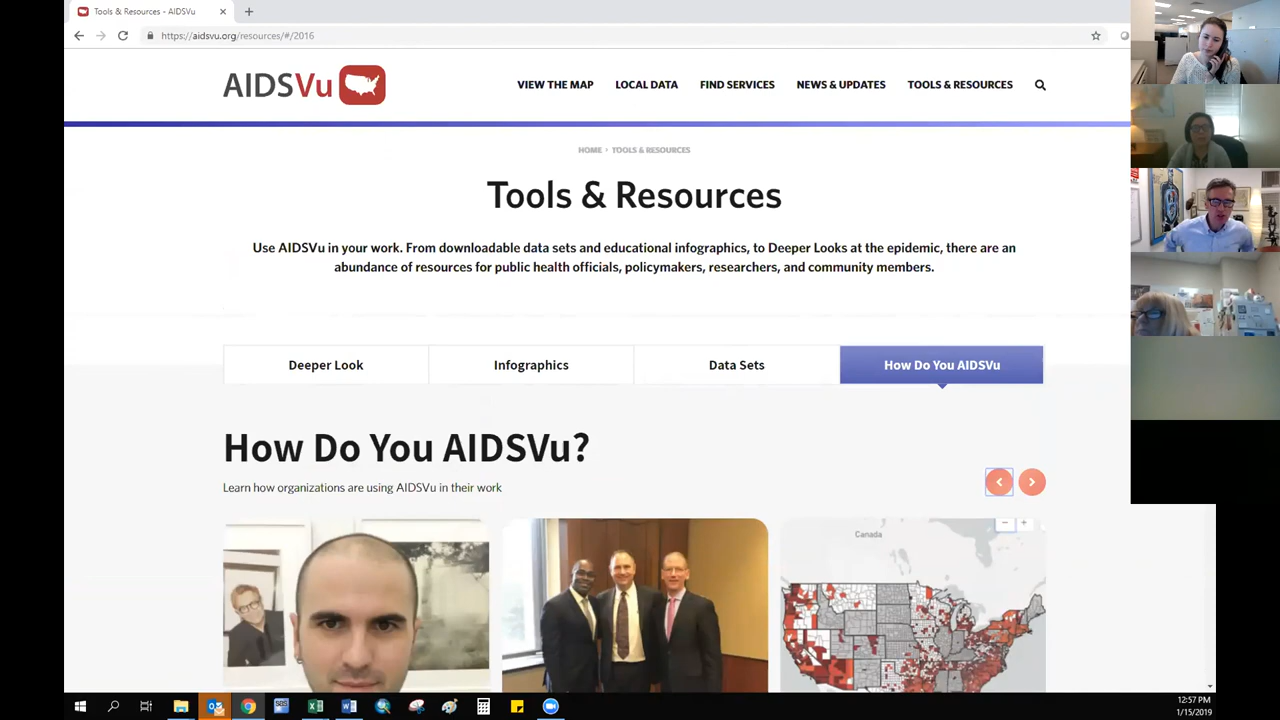 Tools & Resources - AIDSVu
https://aidsvu.org/resources/#/2016
AIDSVu
VIEW THE MAP
LOCAL DATA
FIND SERVICES
NEWS & UPDATES
TOOLS & RESOURCES
HOME › TOOLS & RESOURCES
Tools & Resources
Use AIDSVu in your work. From downloadable data sets and educational infographics, to Deeper Looks at the epidemic, there are an
abundance of resources for public health officials, policymakers, researchers, and community members.
Deeper Look
Infographics
Data Sets
How Do You AIDSVu
How Do You AIDSVu?
Learn how organizations are using AIDSVu in their work
Canada
12:57 PM
1/15/2019